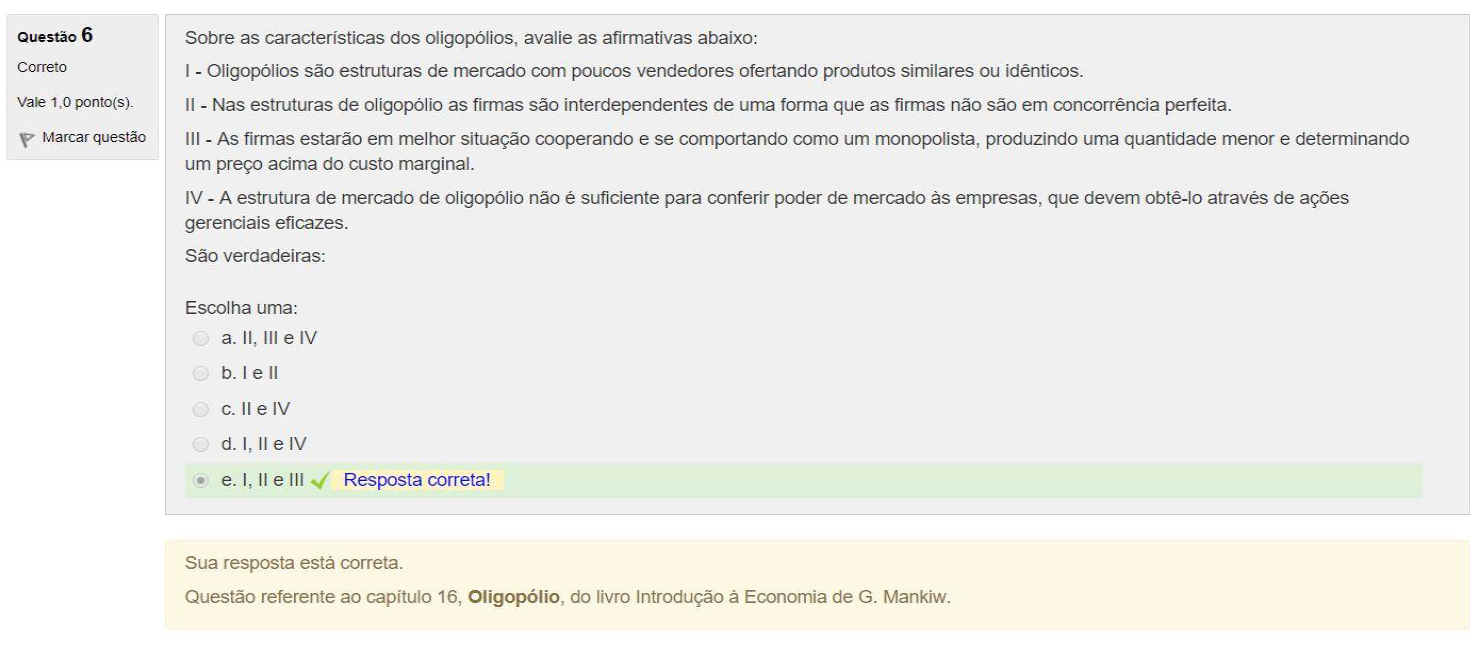 Questão 6
Correto
Vale 1,0 ponto(s).
Marcar questão
Sobre as características dos oligopólios, avalie as afirmativas abaixo:
I - Oligopólios são estruturas de mercado com poucos vendedores ofertando produtos similares ou idênticos.
II - Nas estruturas de oligopólio as firmas são interdependentes de uma forma que as firmas não são em concorrência perfeita.
III - As firmas estarão em melhor situação cooperando e se comportando como um monopolista, produzindo uma quantidade menor e determinando
um preço acima do custo marginal.
IV - A estrutura de mercado de oligopólio não é suficiente para conferir poder de mercado às empresas, que devem obtê-lo através de ações
gerenciais eficazes.
São verdadeiras:
Escolha uma:
a. II, III e IV
b. I e II
c. II e IV
d. I, II e IV
e. I, II e III Resposta correta!
Sua resposta está correta.
Questão referente ao capítulo 16, Oligopólio, do livro Introdução à Economia de G. Mankiw.